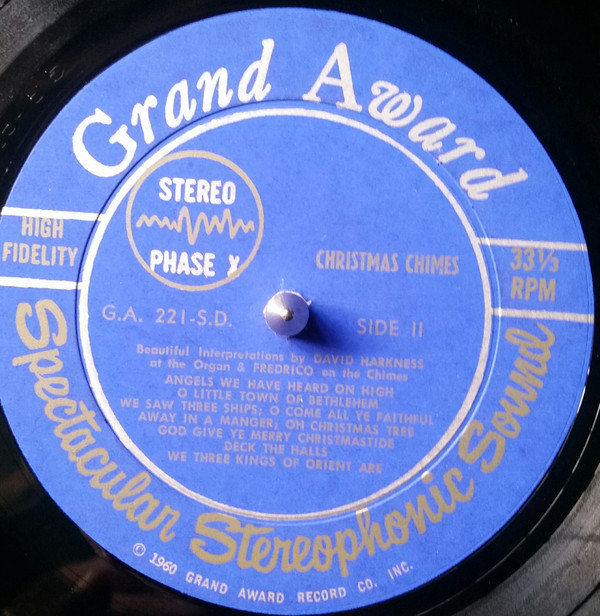 Grand Award
STEREO
PHASE X
HIGH
FIDELITY
CHRISTMAS CHIMES
33⅓
RPM
G.A. 221-S.D.
SIDE II
Beautiful Interpretations by DAVID HARKNESS
at the Organ & FREDRICO on the Chimes
ANGELS WE HAVE HEARD ON HIGH
O LITTLE TOWN OF BETHLEHEM
WE SAW THREE SHIPS; O COME ALL YE FAITHFUL
AWAY IN A MANGER; OH CHRISTMAS TREE
GOD GIVE YE MERRY CHRISTMASTIDE
DECK THE HALLS
WE THREE KINGS OF ORIENT ARE
Spectacular Stereophonic Sound
© 1960 GRAND AWARD RECORD CO. INC.